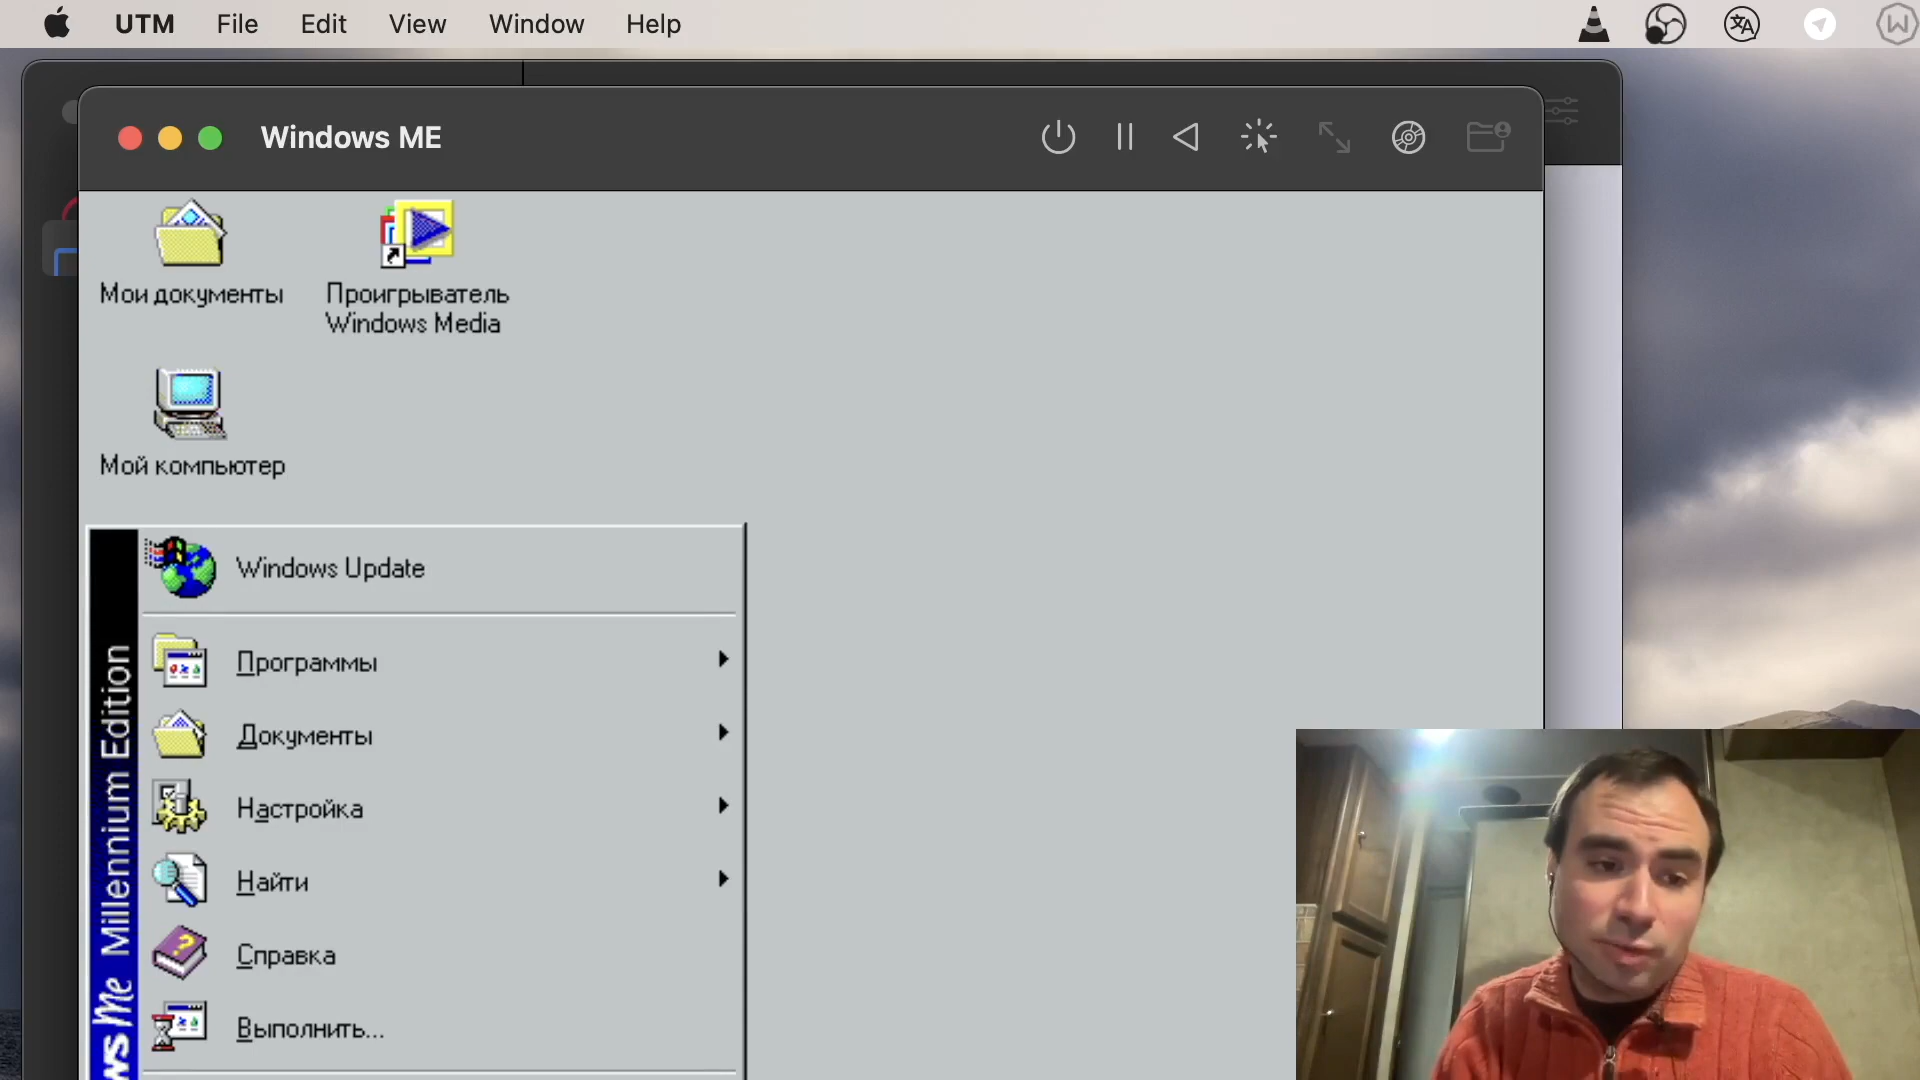 UTM File Edit View Window Help
Windows ME
Мои документы
Проигрыватель
Windows Media
Мой компьютер
Windows Update
Программы
Документы
Настройка
Найти
Справка
Выполнить...
Me Millennium Edition